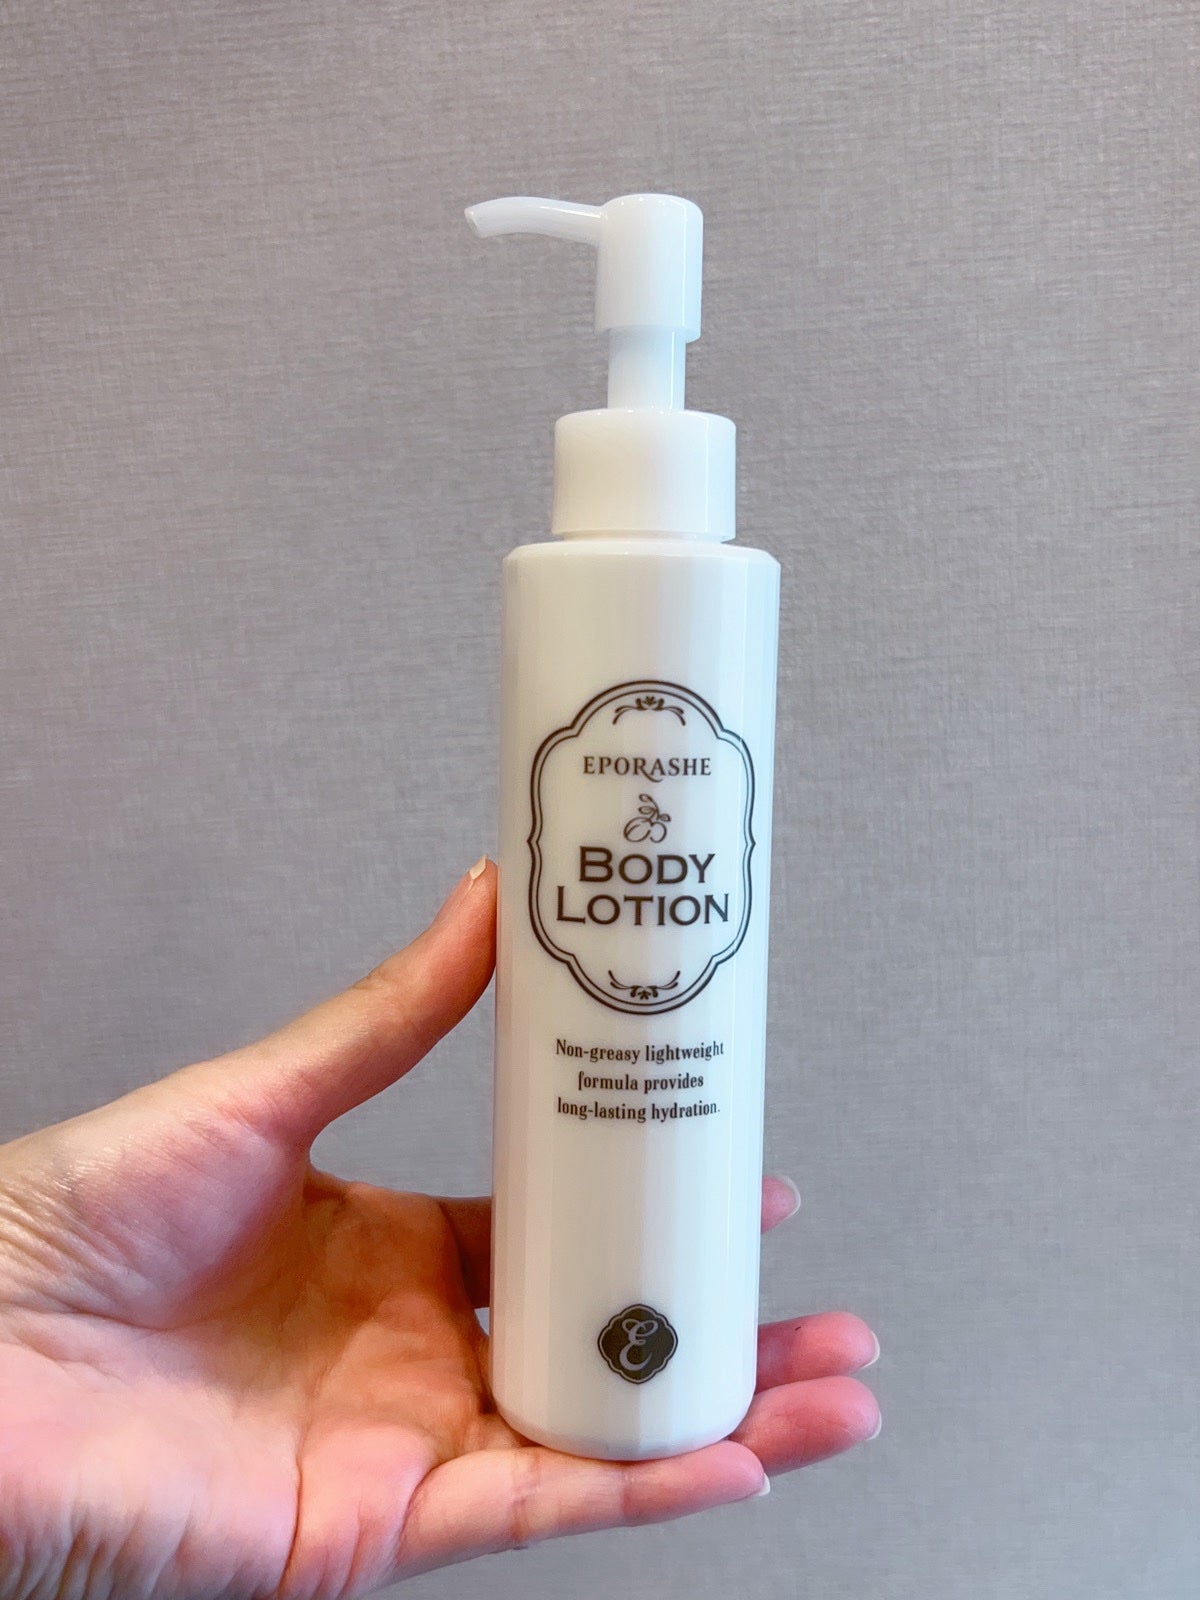 EPORASHE
BODY
LOTION
Non-greasy lightweight
formula provides
long-lasting hydration.
E